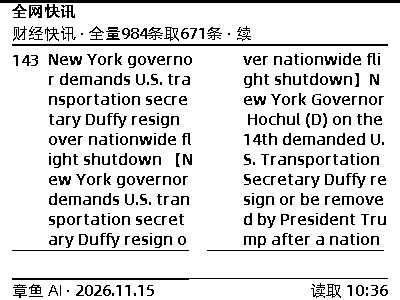 全网快讯
财经快讯 · 全量984条取671条 · 续
143 New York governo
r demands U.S. tra
nsportation secre
tary Duffy resign
over nationwide fl
ight shutdown 【N
ew York governor
demands U.S. tran
sportation secret
ary Duffy resign o
ver nationwide fli
ght shutdown】N
ew York Governor
Hochul (D) on the
14th demanded U.
S. Transportation
Secretary Duffy re
sign or be remove
d by President Tru
mp after a nation
章鱼 AI · 2026.11.15
读取 10:36